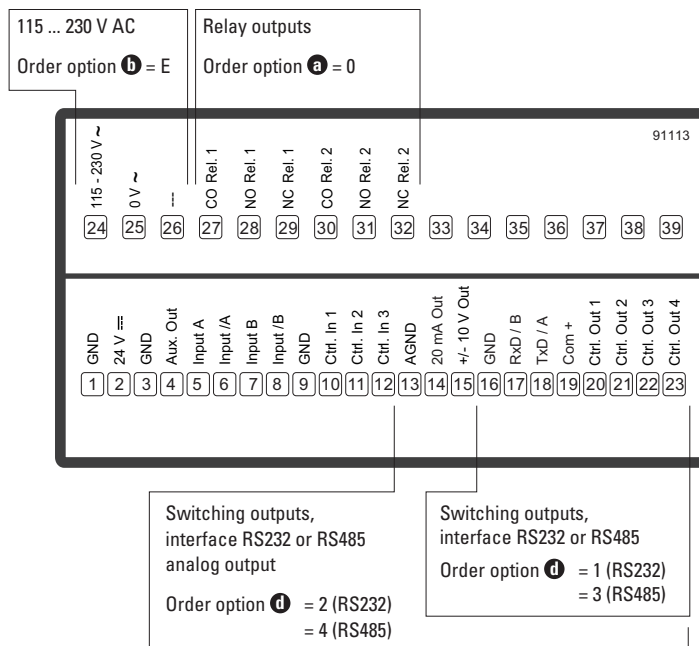 115 ... 230 V AC
Order option b = E
Relay outputs
Order option a = 0
91113
115 - 230 V ~
0 V ~
---
CO Rel. 1
NO Rel. 1
NC Rel. 1
CO Rel. 2
NO Rel. 2
NC Rel. 2
24 25 26 27 28 29 30 31 32 33 34 35 36 37 38 39
GND
24 V ⎓
GND
Aux. Out
Input A
Input /A
Input B
Input /B
GND
Ctrl. In 1
Ctrl. In 2
Ctrl. In 3
AGND
20 mA Out
+/- 10 V Out
GND
RxD / B
TxD / A
Com +
Ctrl. Out 1
Ctrl. Out 2
Ctrl. Out 3
Ctrl. Out 4
1 2 3 4 5 6 7 8 9 10 11 12 13 14 15 16 17 18 19 20 21 22 23
Switching outputs,
interface RS232 or RS485
analog output
Order option d = 2 (RS232)
= 4 (RS485)
Switching outputs,
interface RS232 or RS485
Order option d = 1 (RS232)
= 3 (RS485)